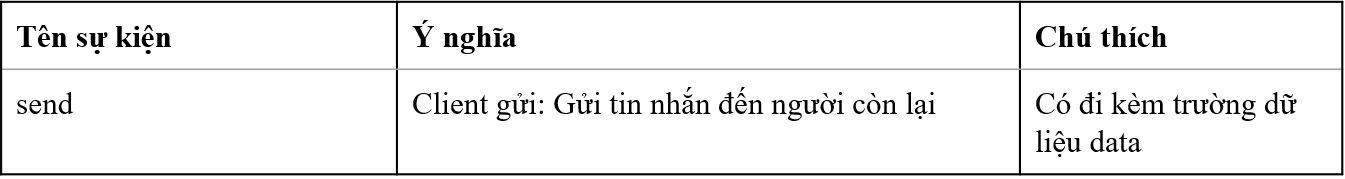 Tên sự kiện
Ý nghĩa
Chú thích
send
Client gửi: Gửi tin nhắn đến người còn lại
Có đi kèm trường dữ
liệu data